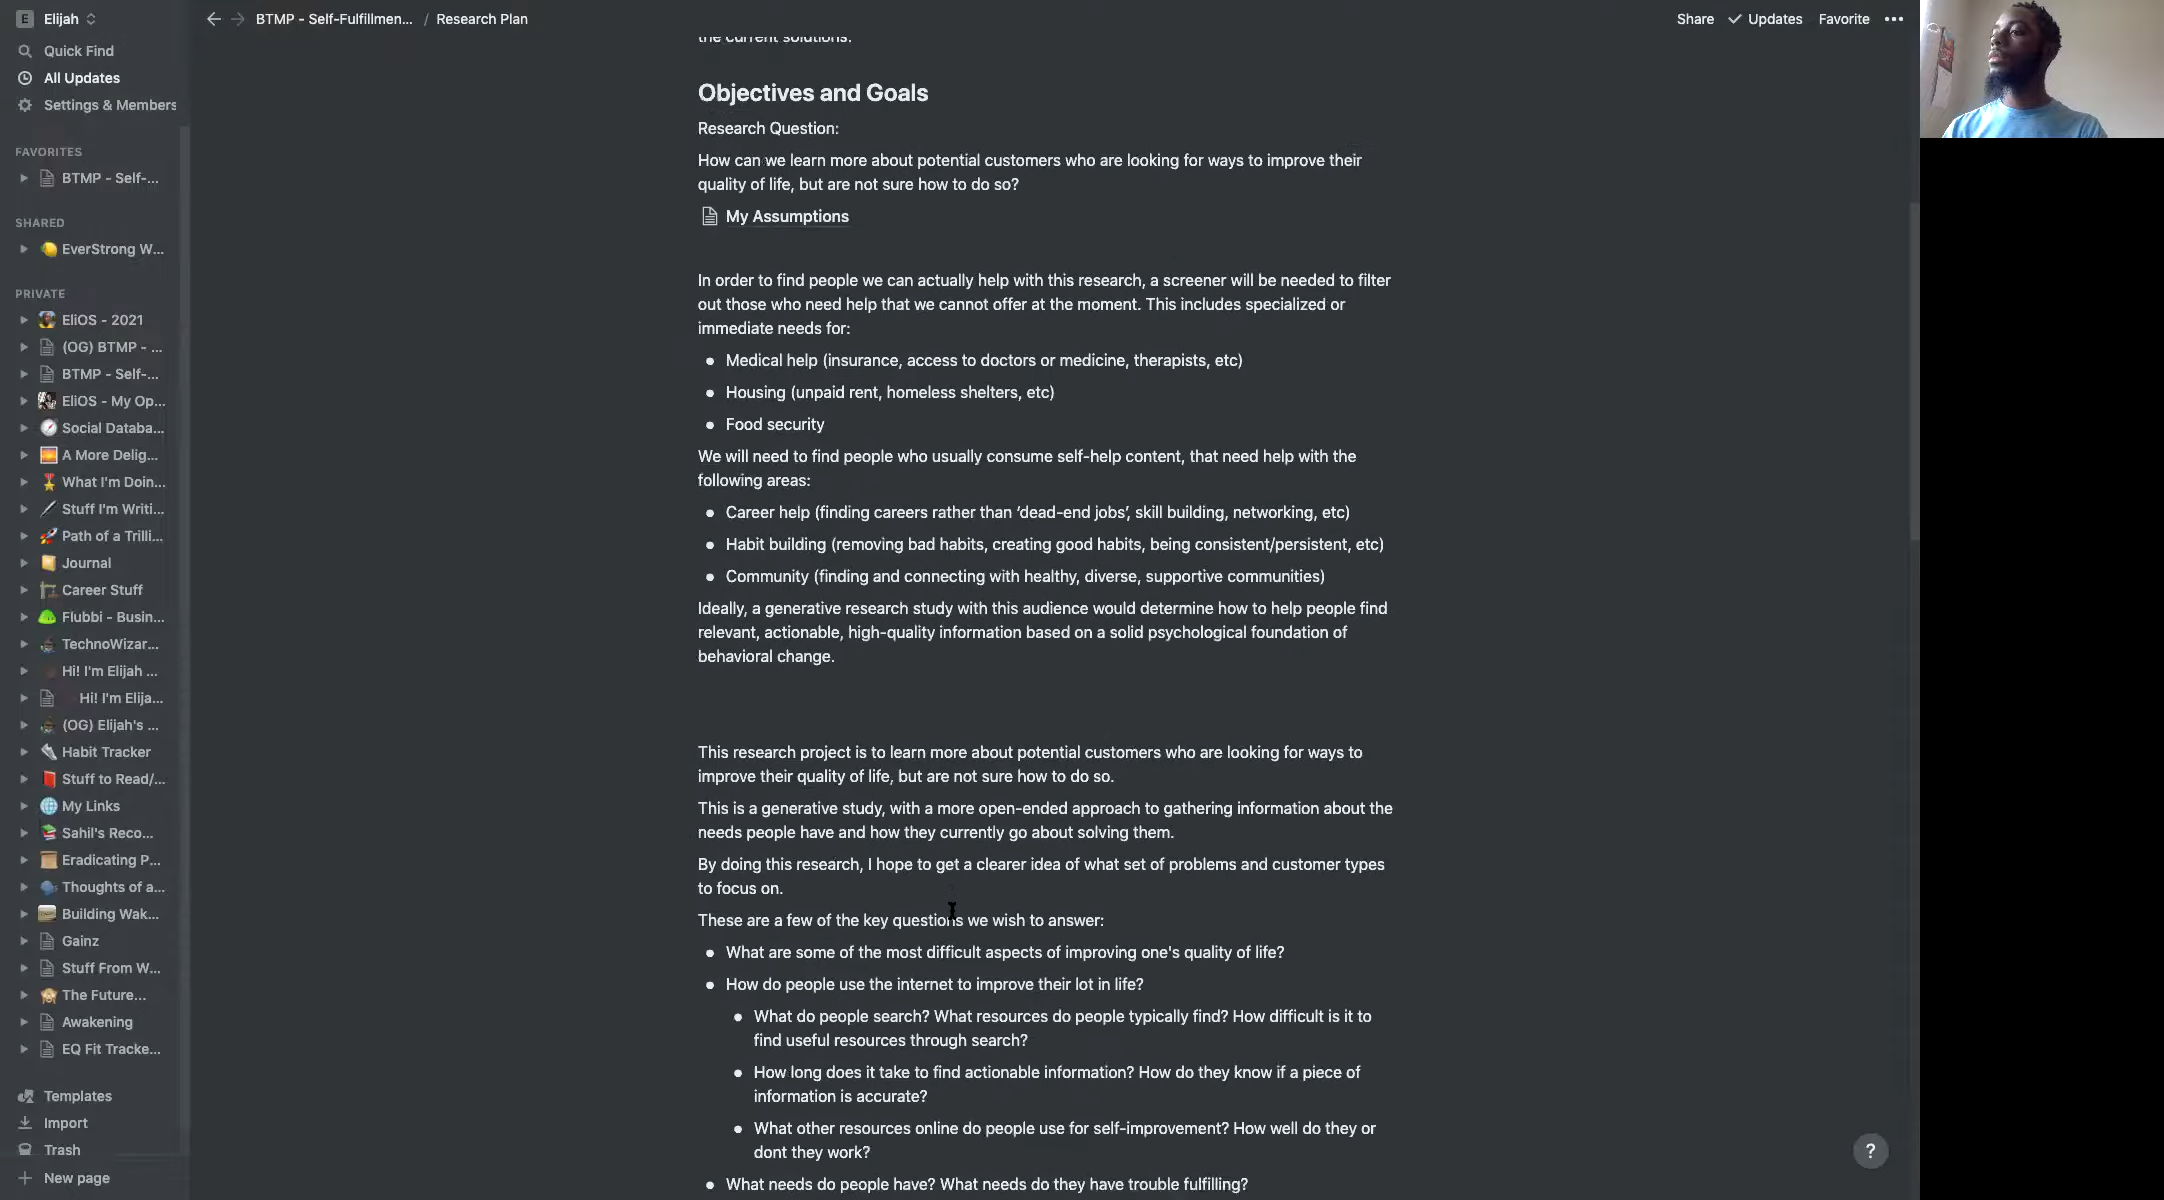 E Elijah
Quick Find
All Updates
Settings & Members
FAVORITES
BTMP - Self-...
SHARED
EverStrong W...
PRIVATE
EliOS - 2021
(OG) BTMP - ...
BTMP - Self-...
EliOS - My Op...
Social Databa...
A More Delig...
What I'm Doin...
Stuff I'm Writi...
Path of a Trilli...
Journal
Career Stuff
Flubbi - Busin...
TechnoWizar...
Hi! I'm Elijah ...
Hi! I'm Elija...
(OG) Elijah's ...
Habit Tracker
Stuff to Read/...
My Links
Sahil's Reco...
Eradicating P...
Thoughts of a...
Building Wak...
Gainz
Stuff From W...
The Future...
Awakening
EQ Fit Tracke...
Templates
Import
Trash
New page
BTMP - Self-Fulfillmen... / Research Plan
Share Updates Favorite
the current solutions.
Objectives and Goals
Research Question:
How can we learn more about potential customers who are looking for ways to improve their
quality of life, but are not sure how to do so?
My Assumptions
In order to find people we can actually help with this research, a screener will be needed to filter
out those who need help that we cannot offer at the moment. This includes specialized or
immediate needs for:
Medical help (insurance, access to doctors or medicine, therapists, etc)
Housing (unpaid rent, homeless shelters, etc)
Food security
We will need to find people who usually consume self-help content, that need help with the
following areas:
Career help (finding careers rather than ‘dead-end jobs’, skill building, networking, etc)
Habit building (removing bad habits, creating good habits, being consistent/persistent, etc)
Community (finding and connecting with healthy, diverse, supportive communities)
Ideally, a generative research study with this audience would determine how to help people find
relevant, actionable, high-quality information based on a solid psychological foundation of
behavioral change.
This research project is to learn more about potential customers who are looking for ways to
improve their quality of life, but are not sure how to do so.
This is a generative study, with a more open-ended approach to gathering information about the
needs people have and how they currently go about solving them.
By doing this research, I hope to get a clearer idea of what set of problems and customer types
to focus on.
These are a few of the key questions we wish to answer:
What are some of the most difficult aspects of improving one's quality of life?
How do people use the internet to improve their lot in life?
What do people search? What resources do people typically find? How difficult is it to
find useful resources through search?
How long does it take to find actionable information? How do they know if a piece of
information is accurate?
What other resources online do people use for self-improvement? How well do they or
dont they work?
What needs do people have? What needs do they have trouble fulfilling?
?